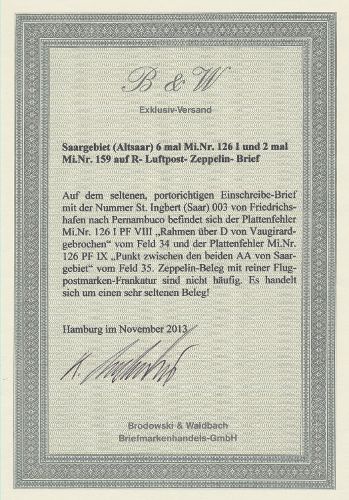 B & W
Exklusiv-Versand
Saargebiet (Altsaar) 6 mal Mi.Nr. 126 I und 2 mal
Mi.Nr. 159 auf R- Luftpost- Zeppelin- Brief
Auf dem seltenen, portorichtigen Einschreibe-Brief
mit der Nummer St. Inghert (Saar) 003 von Friedrichs-
hafen nach Pernambuco befindet sich der Plattenfehler
Mi.Nr. 126 I PF VIII „Rahmen über D von Vaugirard-
gebrochen" vom Feld 34 und der Plattenfehler Mi.Nr.
126 PF IX „Punkt zwischen den beiden AA von Saar-
gebiet" vom Feld 35. Zeppelin-Beleg mit reiner Flug-
postmarken-Frankatur sind nicht häufig. Es handelt
sich um einen sehr seltenen Beleg!
Hamburg im November 2013
Brodowski & Waldbach
Briefmarkenhandels-GmbH